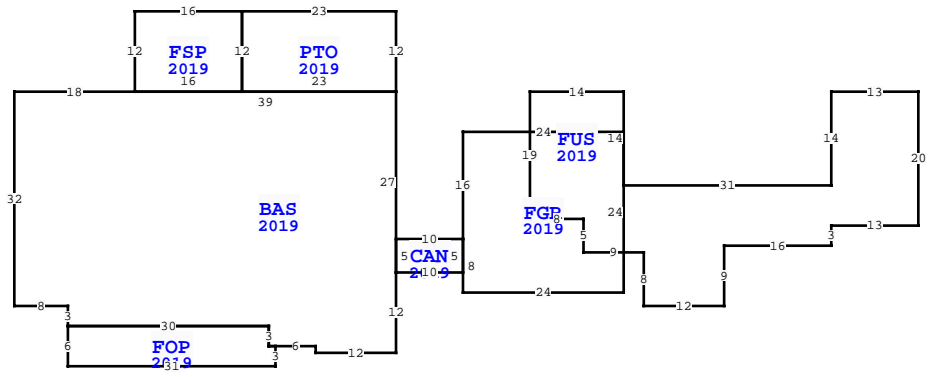 16 23
12 FSP 2019 12 PTO 2019 12
16 23
18 39
14 13
24 14 14
FUS 2019
19
27 16
20
32 BAS 2019
31
FGP 2019 24
8
10 5 3 13
5 CAN 5 9 16
10 8
8 9
3 24 12
12
30
3
6 FOP 2019 6
3 12
31